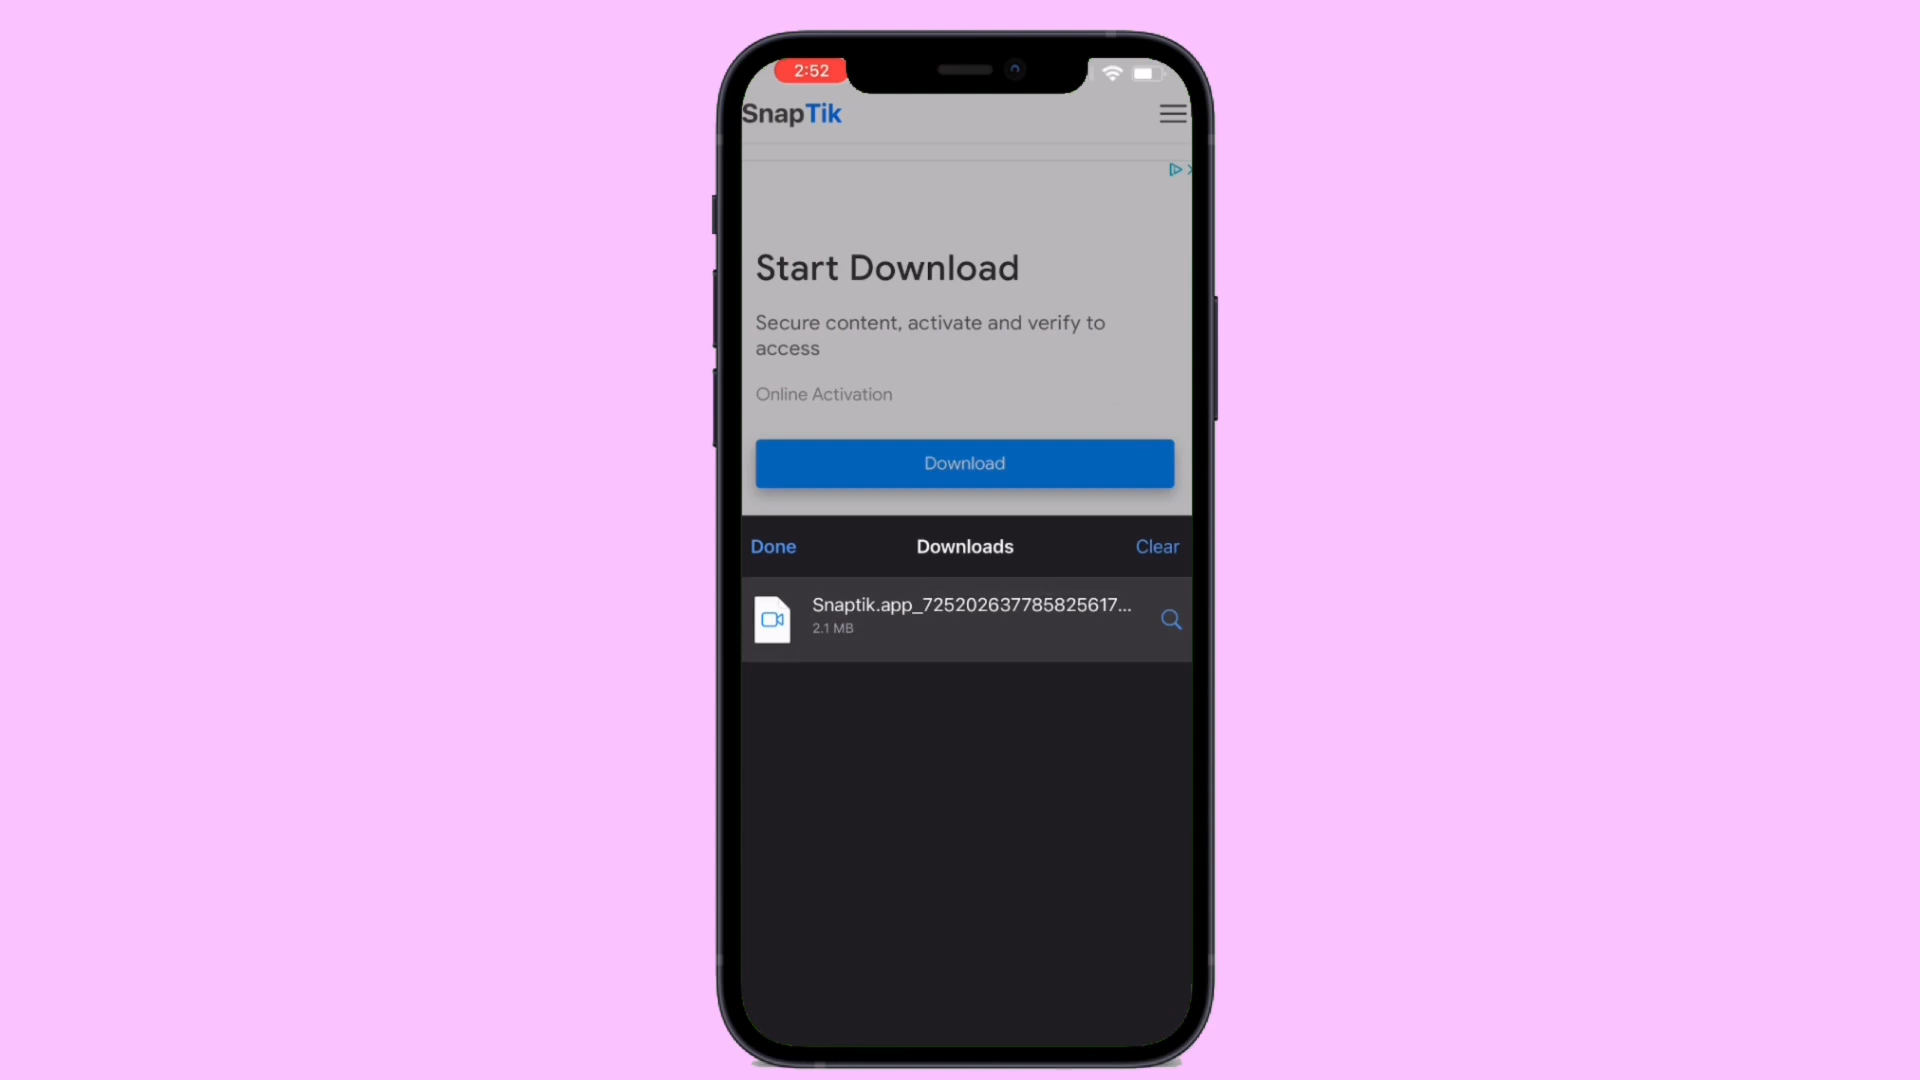 2:52
SnapTik
Start Download
Secure content, activate and verify to
access
Online Activation
Download
Done Downloads Clear
Snaptik.app_725202637785825617...
2.1 MB